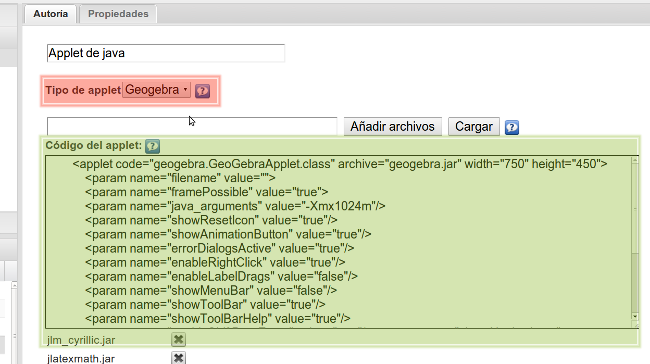 Autoría Propiedades
Applet de java
Tipo de applet Geogebra
Añadir archivos Cargar
Código del applet:
<applet code="geogebra.GeoGebraApplet.class" archive="geogebra.jar" width="750" height="450">
<param name="filename" value="">
<param name="framePossible" value="true">
<param name="java_arguments" value="-Xmx1024m"/>
<param name="showResetIcon" value="true"/>
<param name="showAnimationButton" value="true"/>
<param name="errorDialogsActive" value="true"/>
<param name="enableRightClick" value="true"/>
<param name="enableLabelDrags" value="false"/>
<param name="showMenuBar" value="false"/>
<param name="showToolBar" value="true"/>
<param name="showToolBarHelp" value="true"/>
jlm_cyrillic.jar
jlatexmath.jar